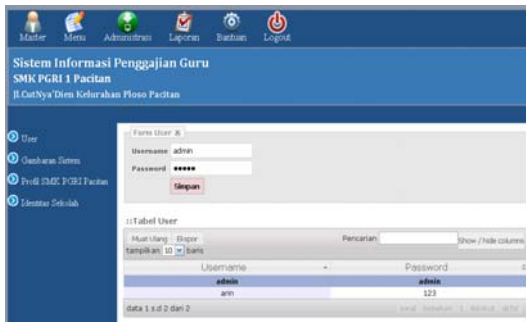 Master Menu Administrasi Laporan Bantuan Logout
Sistem Informasi Penggajian Guru
SMK PGRI 1 Pacitan
Jl.CutNya'Dien Kelurahan Ploso Pacitan
User
Gambaran Sistem
Profil SMK PGRI Pacitan
Identitas Sekolah
Form User
Username admin
Password •••••
Simpan
::Tabel User
Muat Ulang Ekspor Pencarian Show / hide columns
tampilkan 10 baris
Username Password
admin admin
arin 123
data 1 s.d 2 dari 2